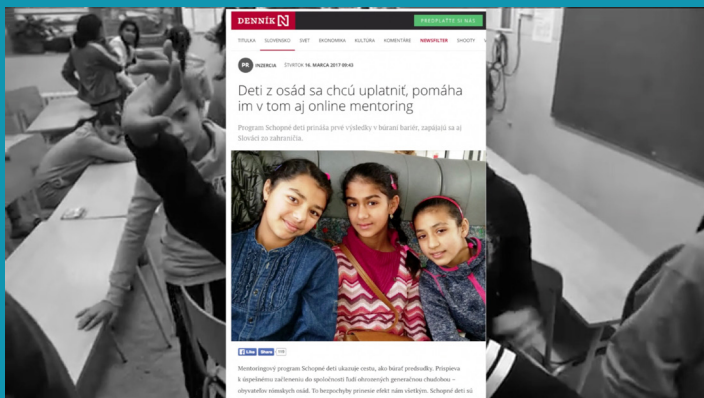 DENNÍK N
PREDPLAŤTE SI NÁS
TITULKA SLOVENSKO SVET EKONOMIKA KULTÚRA KOMENTÁRE NEWSFILTER SHOOTY
PR INZERCIA ŠTVRTOK 16. MARCA 2017 00:43
Deti z osád sa chcú uplatniť, pomáha
im v tom aj online mentoring
Program Schopné deti prináša prvé výsledky v búraní bariér, zapájajú sa aj
Slováci zo zahraničia.
Like Share
Mentoringový program Schopné deti ukazuje cestu, ako búrať predsudky. Prispieva
k úspešnému začleneniu do spoločnosti ľudí ohrozených generačnou chudobou –
obyvateľov rómskych osád. To bezpochyby prinesie efekt nám všetkým. Schopné deti sú